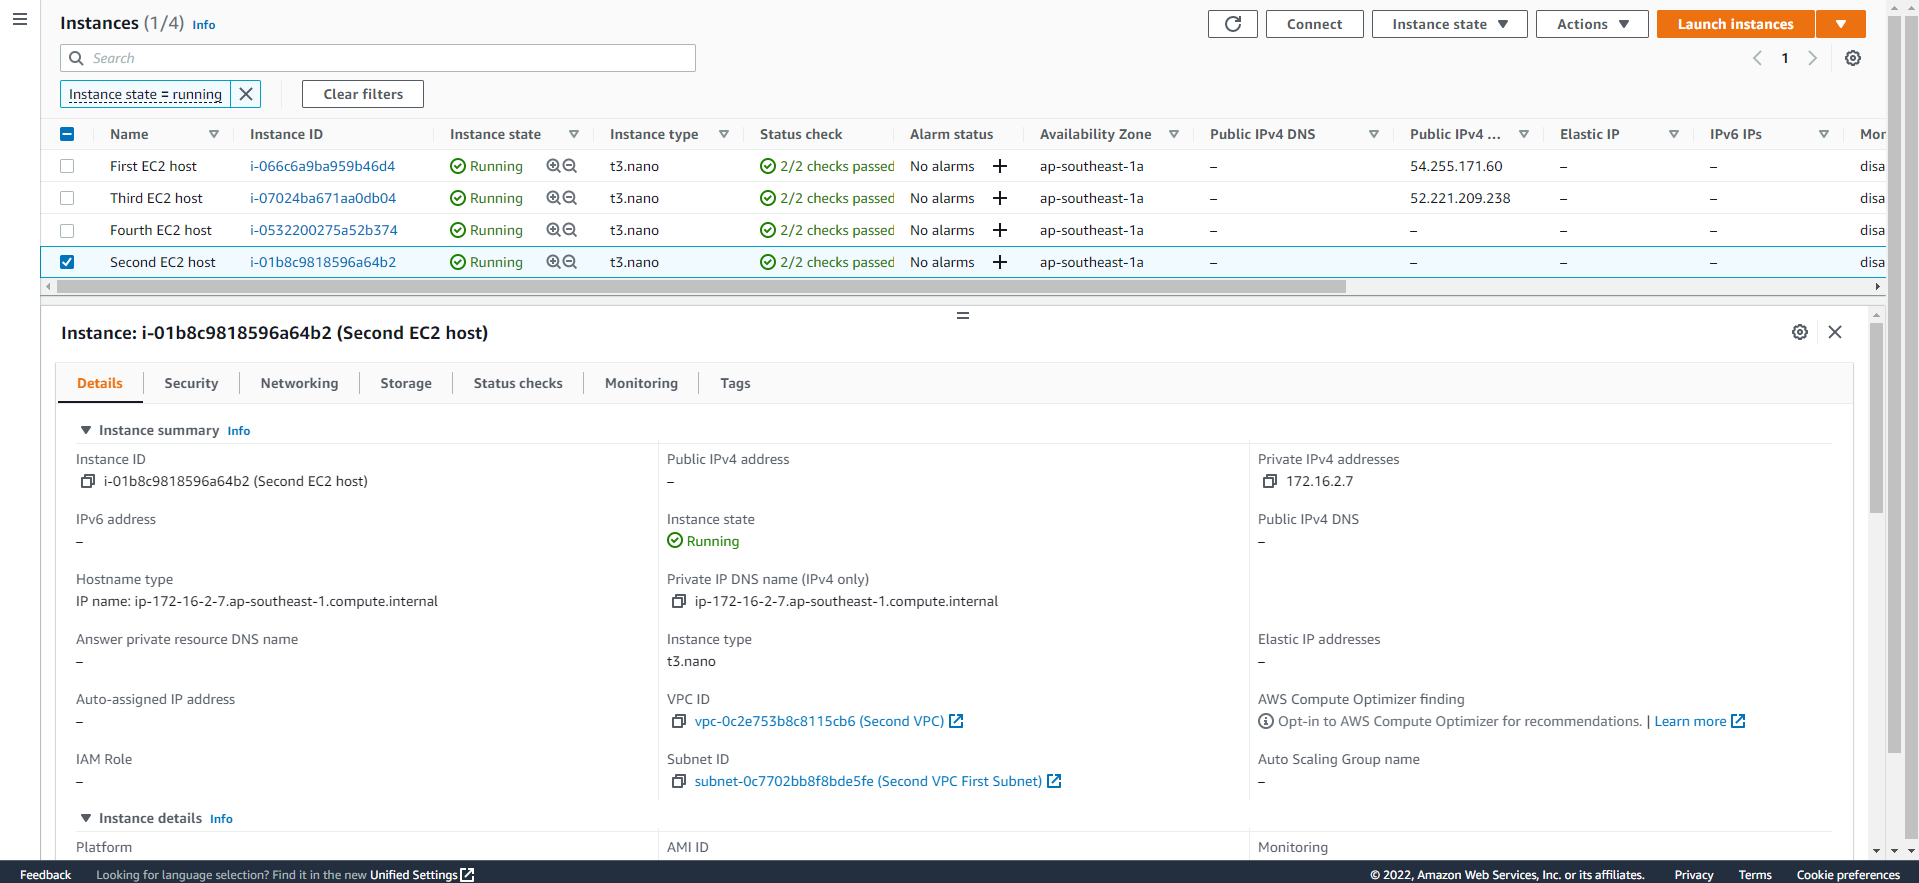 Instances (1/4) Info
Connect
Instance state
Actions
Launch instances
Search
1
Instance state = running
Clear filters
Name Instance ID Instance state Instance type Status check Alarm status Availability Zone Public IPv4 DNS Public IPv4 ... Elastic IP IPv6 IPs Mor
First EC2 host i-066c6a9ba959b46d4 Running t3.nano 2/2 checks passed No alarms + ap-southeast-1a – 54.255.171.60 – – disa
Third EC2 host i-07024ba671aa0db04 Running t3.nano 2/2 checks passed No alarms + ap-southeast-1a – 52.221.209.238 – – disa
Fourth EC2 host i-0532200275a52b374 Running t3.nano 2/2 checks passed No alarms + ap-southeast-1a – – – – disa
Second EC2 host i-01b8c9818596a64b2 Running t3.nano 2/2 checks passed No alarms + ap-southeast-1a – – – – disa
Instance: i-01b8c9818596a64b2 (Second EC2 host)
Details Security Networking Storage Status checks Monitoring Tags
Instance summary Info
Instance ID
i-01b8c9818596a64b2 (Second EC2 host)
Public IPv4 address
–
Private IPv4 addresses
172.16.2.7
IPv6 address
–
Instance state
Running
Public IPv4 DNS
–
Hostname type
IP name: ip-172-16-2-7.ap-southeast-1.compute.internal
Private IP DNS name (IPv4 only)
ip-172-16-2-7.ap-southeast-1.compute.internal
Answer private resource DNS name
–
Instance type
t3.nano
Elastic IP addresses
–
Auto-assigned IP address
–
VPC ID
vpc-0c2e753b8c8115cb6 (Second VPC)
AWS Compute Optimizer finding
Opt-in to AWS Compute Optimizer for recommendations. | Learn more
IAM Role
–
Subnet ID
subnet-0c7702bb8f8bde5fe (Second VPC First Subnet)
Auto Scaling Group name
–
Instance details Info
Platform
AMI ID
Monitoring
Feedback Looking for language selection? Find it in the new Unified Settings © 2022, Amazon Web Services, Inc. or its affiliates. Privacy Terms Cookie preferences